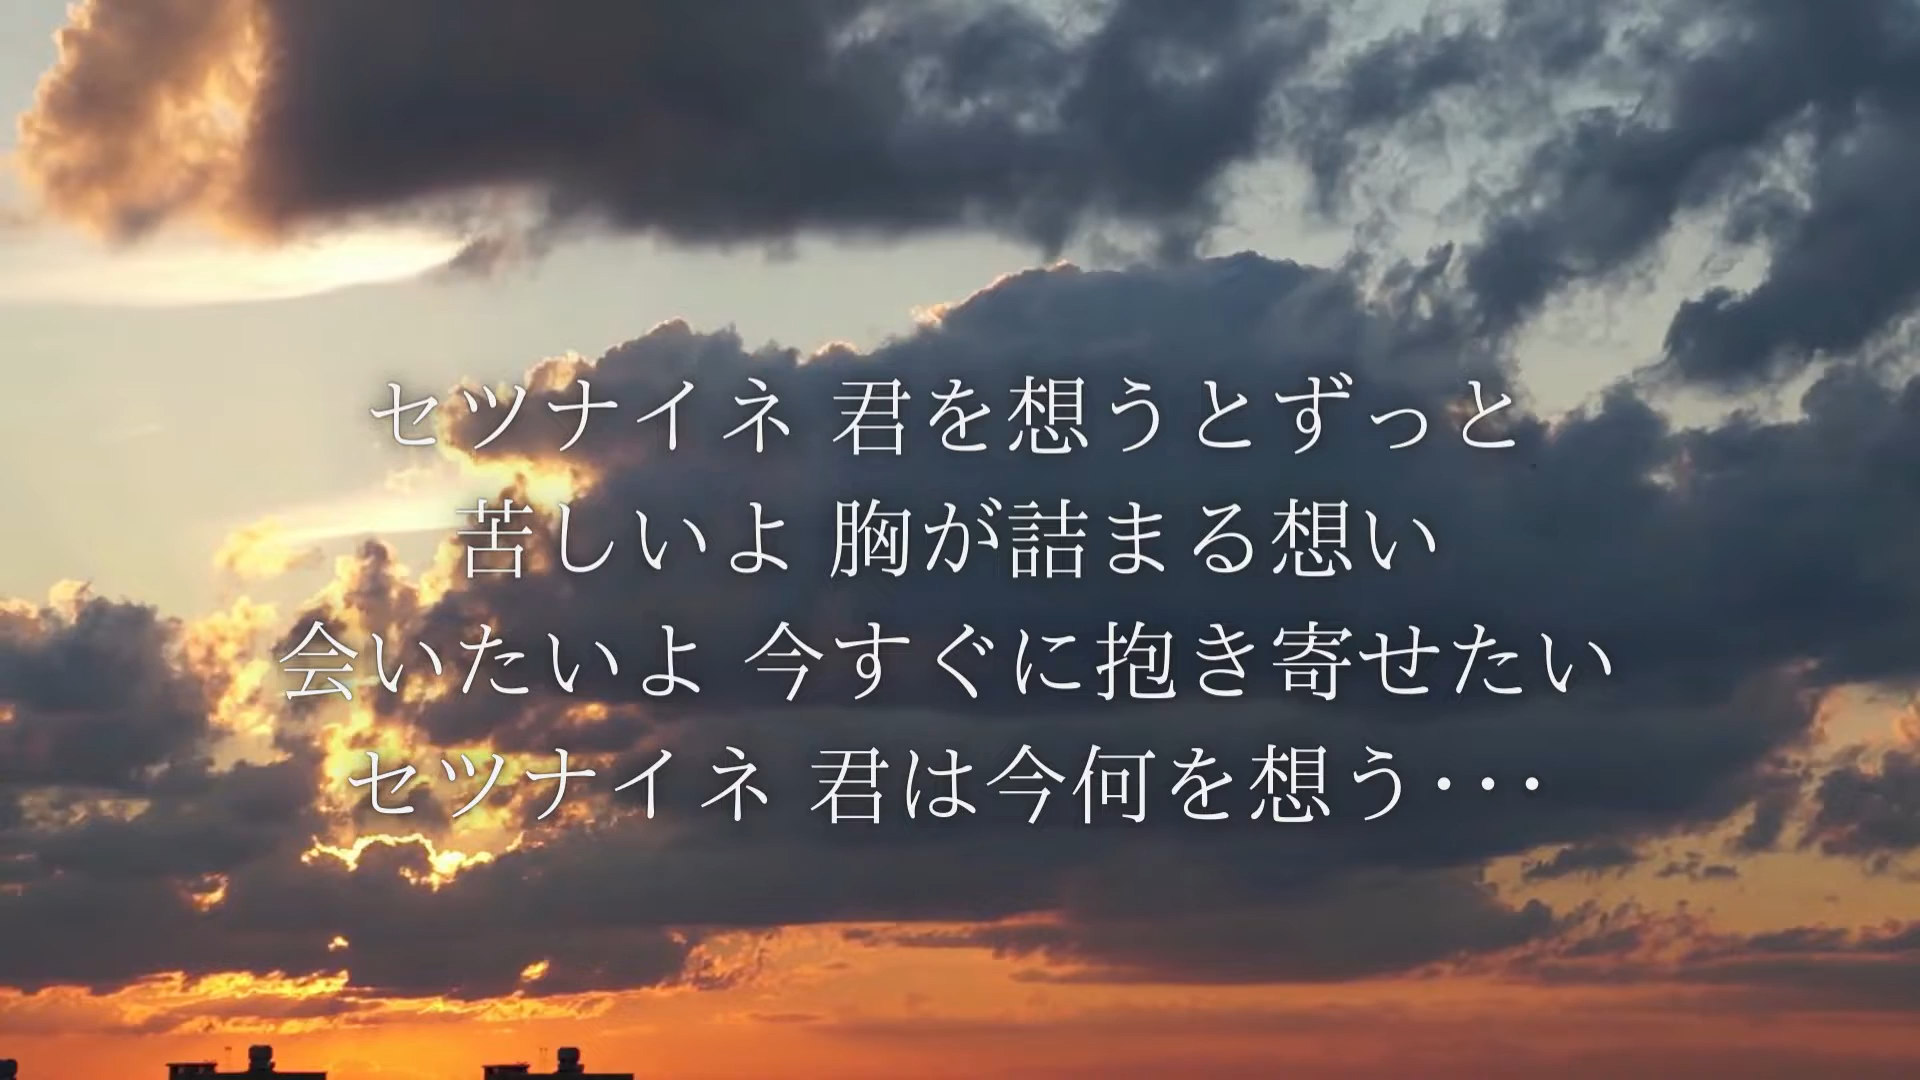 セツナイネ 君を想うとずっと
苦しいよ 胸が詰まる想い
会いたいよ 今すぐに抱き寄せたい
セツナイネ 君は今何を想う･･･